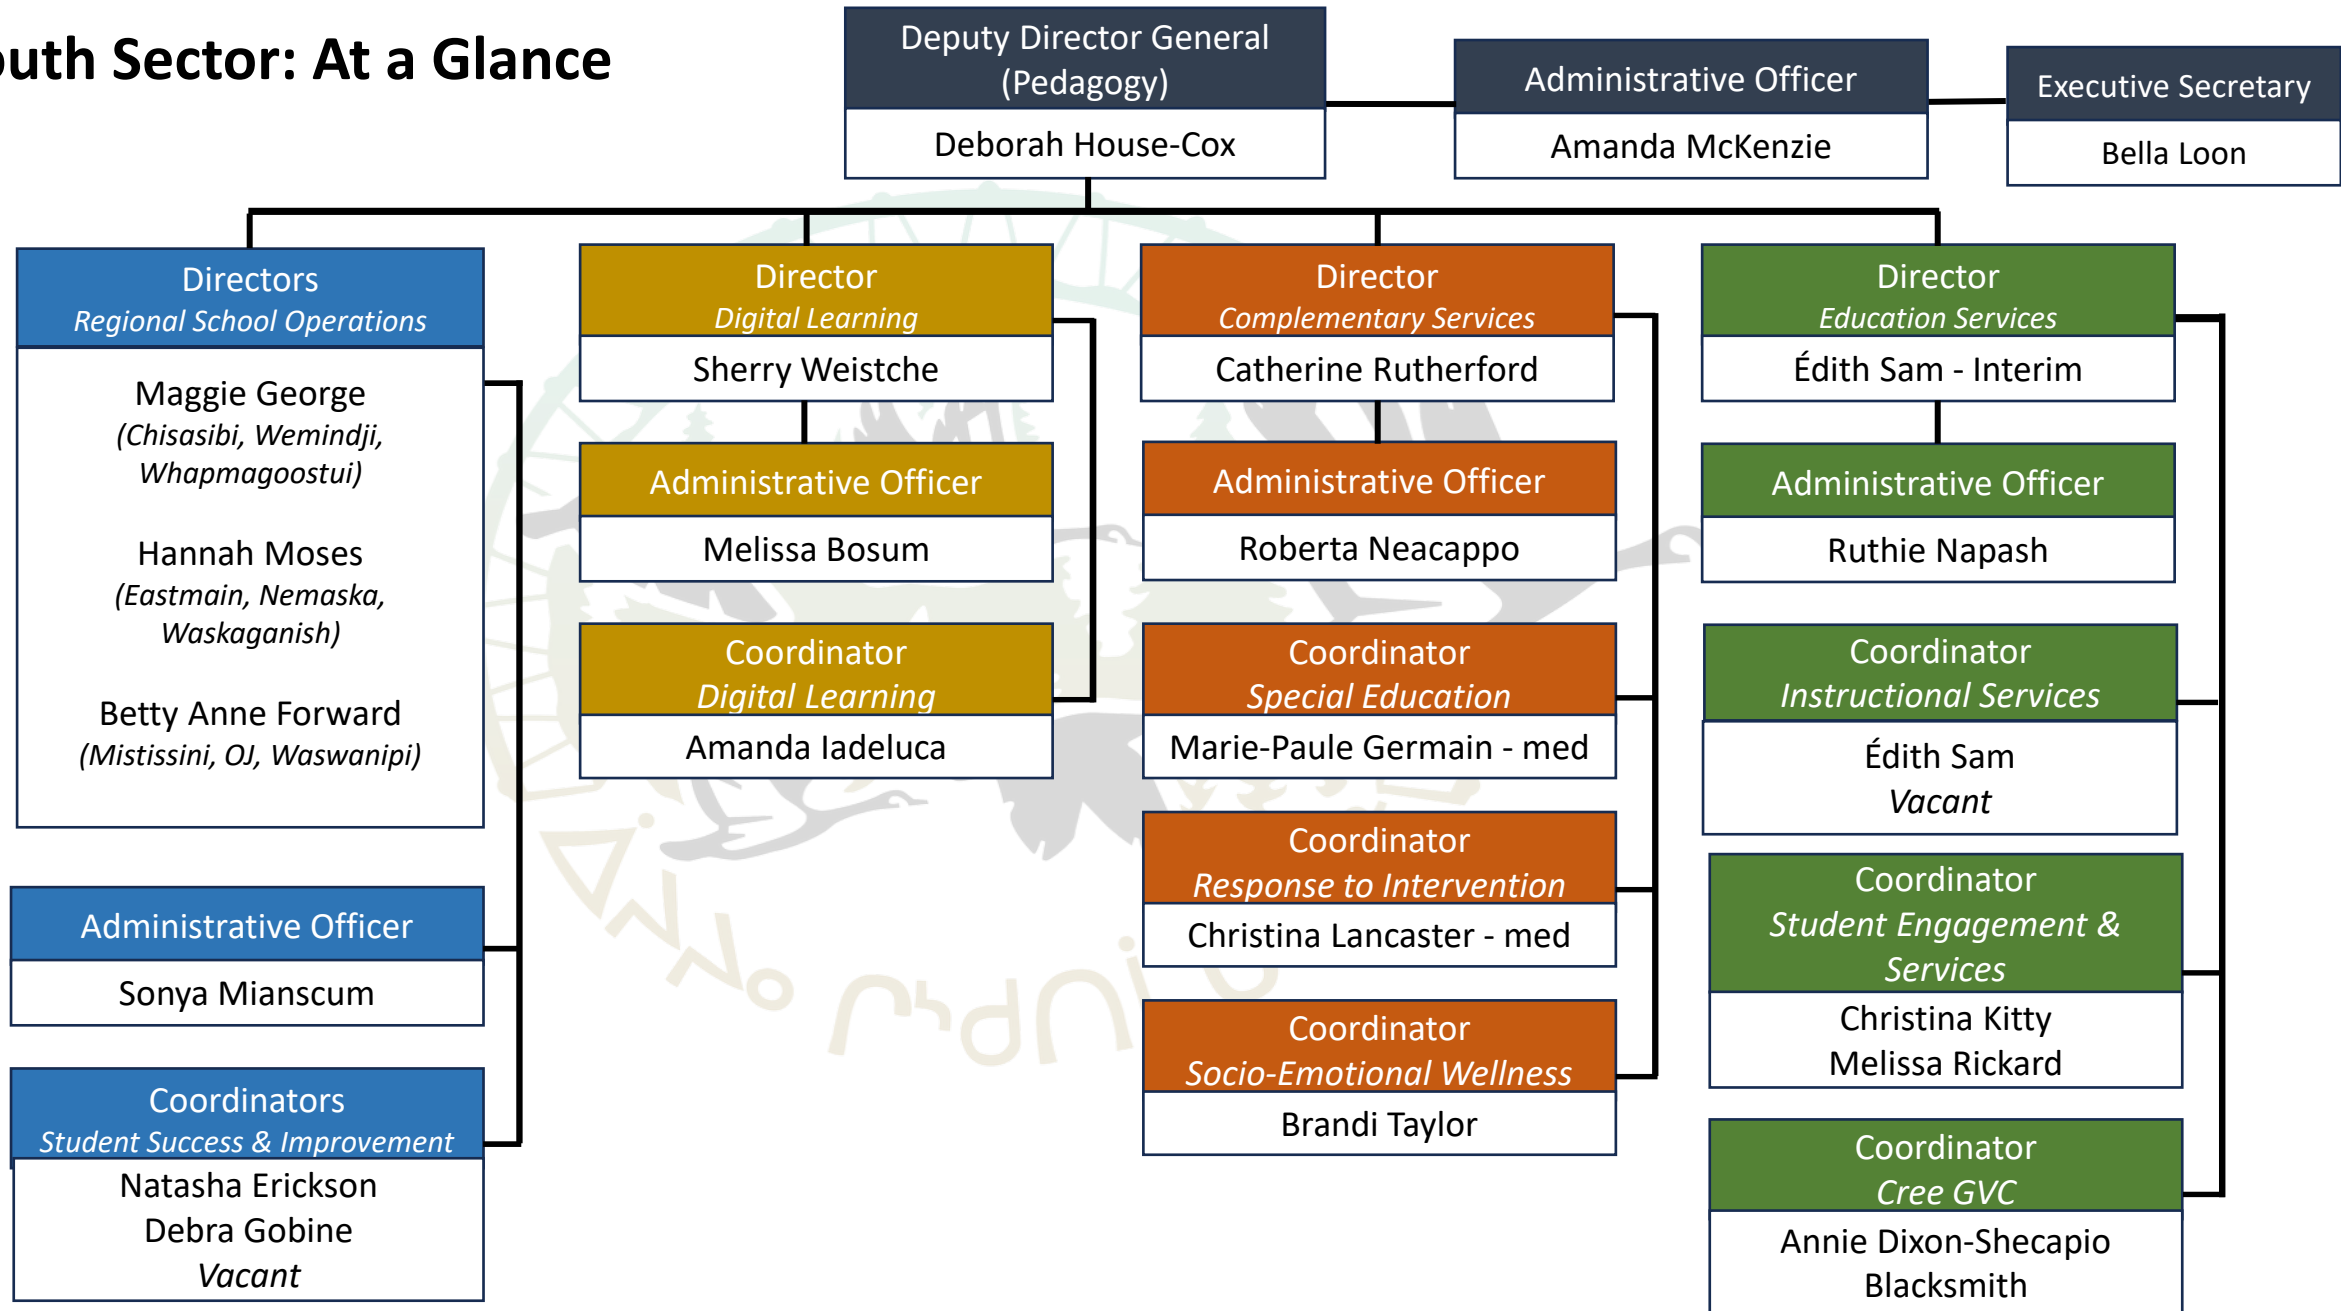 outh Sector: At a Glance
Deputy Director General
(Pedagogy)
Deborah House-Cox
Administrative Officer
Amanda McKenzie
Executive Secretary
Bella Loon
Directors
Regional School Operations
Maggie George
(Chisasibi, Wemindji,
Whapmagoostui)
Hannah Moses
(Eastmain, Nemaska,
Waskaganish)
Betty Anne Forward
(Mistissini, OJ, Waswanipi)
Administrative Officer
Sonya Mianscum
Coordinators
Student Success & Improvement
Natasha Erickson
Debra Gobine
Vacant
Director
Digital Learning
Sherry Weistche
Administrative Officer
Melissa Bosum
Coordinator
Digital Learning
Amanda Iadeluca
Director
Complementary Services
Catherine Rutherford
Administrative Officer
Roberta Neacappo
Coordinator
Special Education
Marie-Paule Germain - med
Coordinator
Response to Intervention
Christina Lancaster - med
Coordinator
Socio-Emotional Wellness
Brandi Taylor
Director
Education Services
Édith Sam - Interim
Administrative Officer
Ruthie Napash
Coordinator
Instructional Services
Édith Sam
Vacant
Coordinator
Student Engagement &
Services
Christina Kitty
Melissa Rickard
Coordinator
Cree GVC
Annie Dixon-Shecapio
Blacksmith